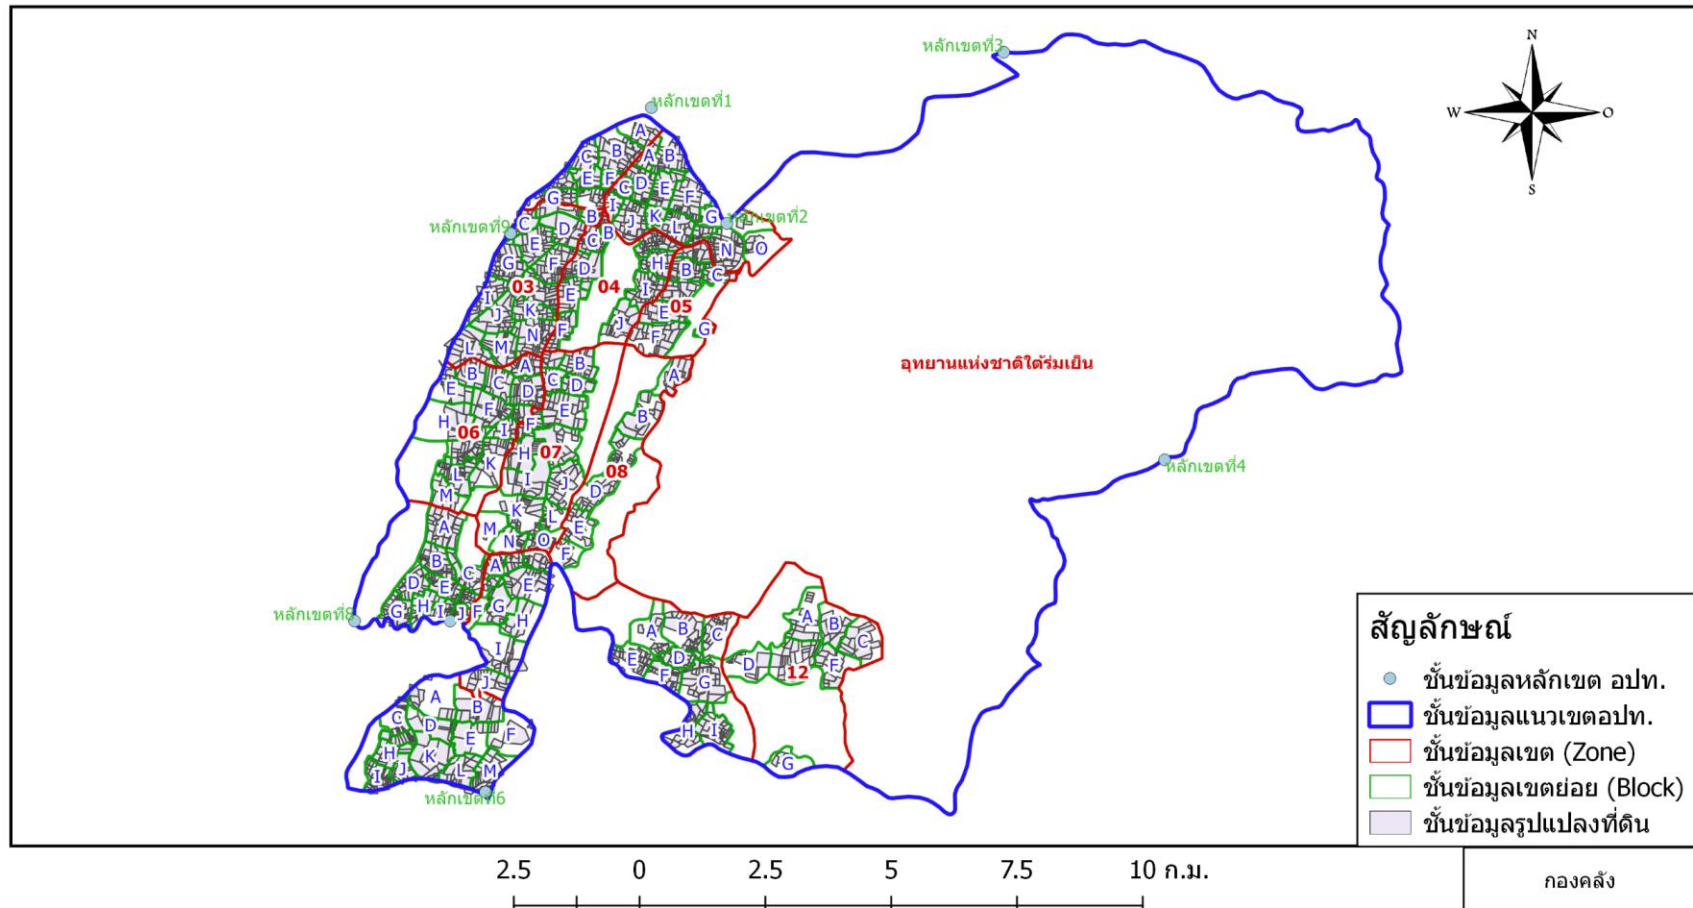 หลักเขตที่3
N
W
O
S
หลักเขตที่1
A
C
B
A
B
E
F
C
D
E
F
G
I
B
J
K
L
G
หลักเขตที่2
หลักเขตที่9
C
D
B
C
E
N
O
G
F
D
H
B
C
03
04
05
I
E
I
J
K
E
J
F
G
N
F
L
M
อุทยานแห่งชาติใต้ร่มเย็น
A
B
B
C
C
D
E
D
A
F
E
H
I
F
B
06
07
08
H
K
L
I
J
D
M
หลักเขตที่4
K
L
A
M
N
O
E
F
B
C
A
D
E
E
G
H
I
J
F
G
H
หลักเขตที่8
I
J
A
B
C
D
E
F
G
H
I
A
B
C
D
F
12
G
A
B
C
D
E
F
H
K
I
J
L
M
หลักเขตที่6
สัญลักษณ์
ชั้นข้อมูลหลักเขต อปท.
ชั้นข้อมูลแนวเขตอปท.
ชั้นข้อมูลเขต (Zone)
ชั้นข้อมูลเขตย่อย (Block)
ชั้นข้อมูลรูปแปลงที่ดิน
2.5 0 2.5 5 7.5 10 ก.ม.
กองคลัง